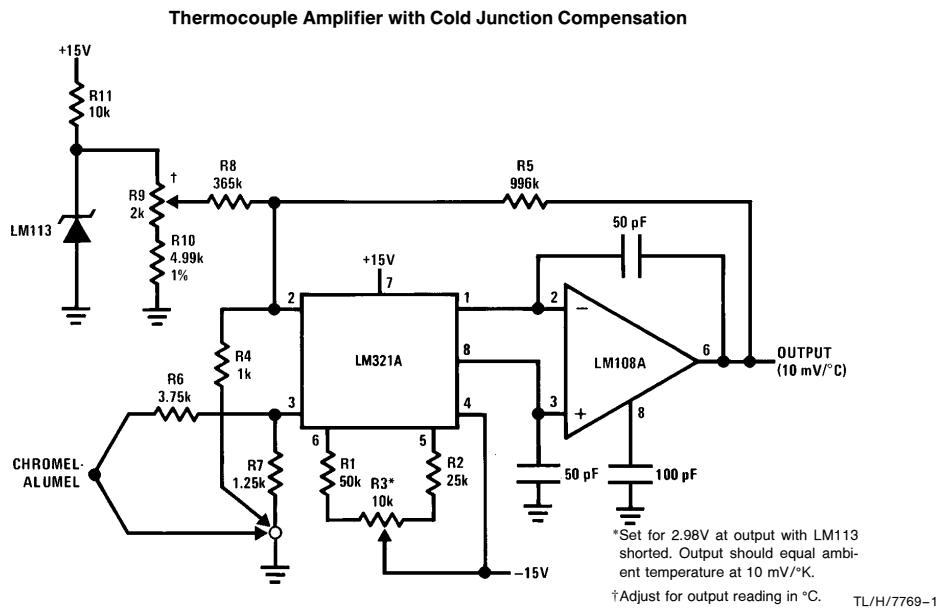 Thermocouple Amplifier with Cold Junction Compensation
+15V
R11
10k
†
R9
2k
R8
365k
R5
996k
LM113
R10
4.99k
1%
50 pF
+15V
7
2
1
2
−
LM321A
8
LM108A
6
OUTPUT
(10 mV/°C)
R4
1k
R6
3.75k
3
4
3
+
8
6
5
CHROMEL-
ALUMEL
R7
1.25k
R1
50k
R3*
10k
R2
25k
50 pF
100 pF
−15V
*Set for 2.98V at output with LM113
shorted. Output should equal ambi-
ent temperature at 10 mV/°K.
†Adjust for output reading in °C.
TL/H/7769–1